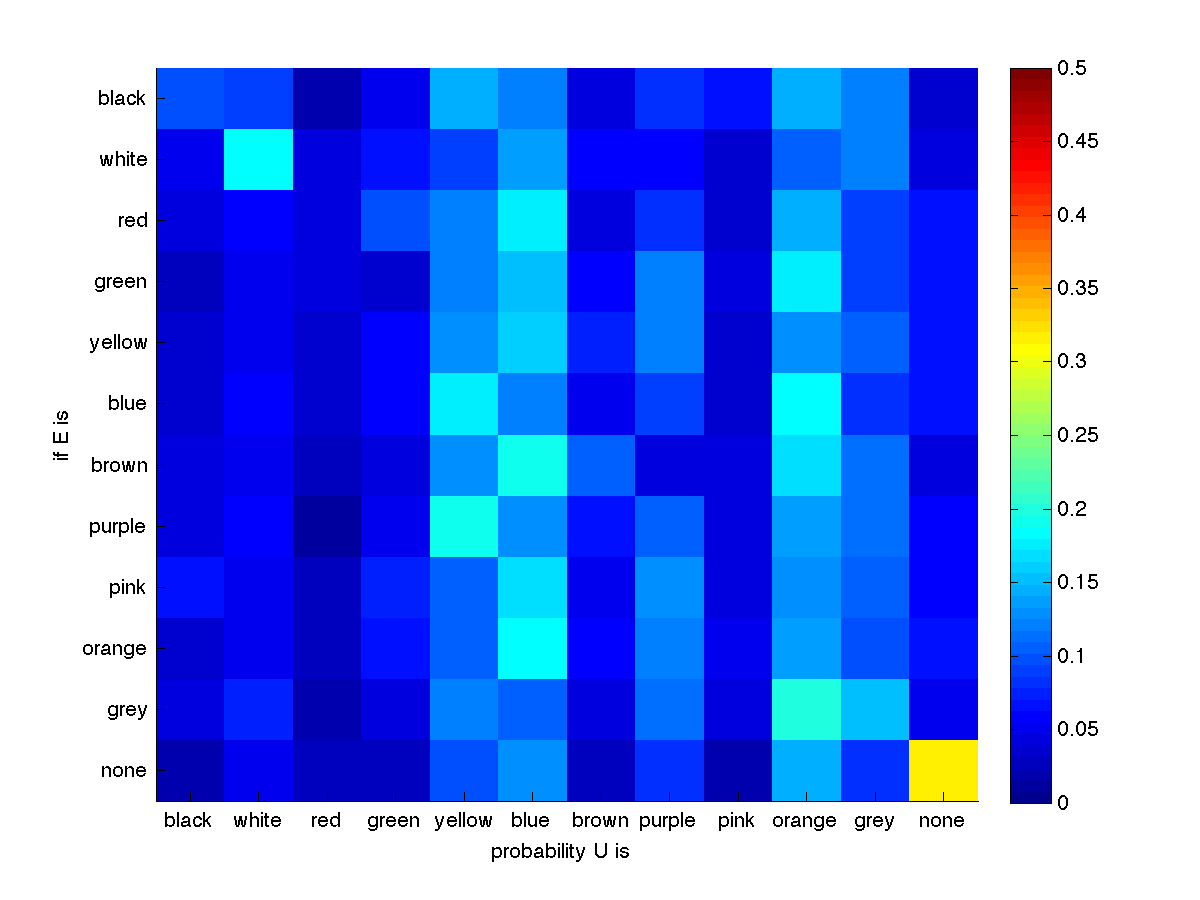 black
white
red
green
yellow
blue
brown
purple
pink
orange
grey
none
if E is
black white red green yellow blue brown purple pink orange grey none
probability U is
0.5
0.45
0.4
0.35
0.3
0.25
0.2
0.15
0.1
0.05
0